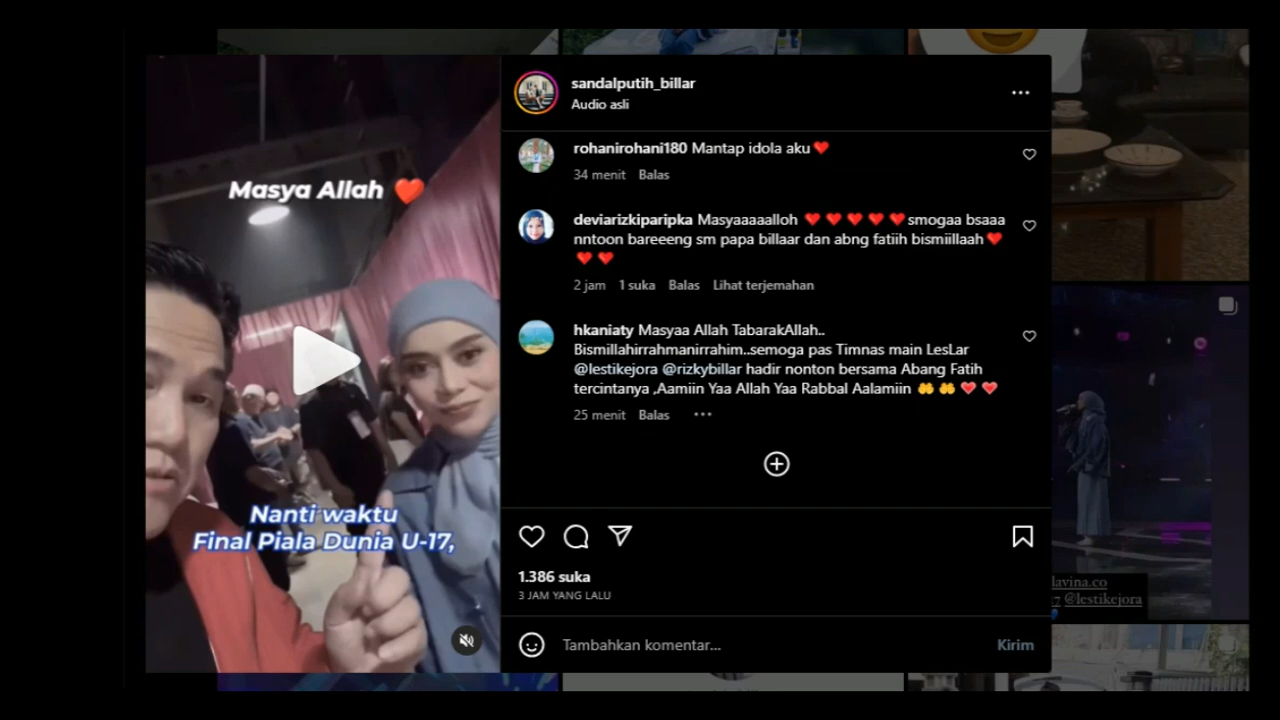 Masya Allah ❤️
Nanti waktu
Final Piala Dunia U-17,
sandalputih_billar
Audio asli
rohanirohani180 Mantap idola aku❤️
34 menit Balas
deviarizkiparipka Masyaaaaalloh ❤️❤️❤️❤️❤️smogaa bsaaa
nntoon bareeeng sm papa billaar dan abng fatiih bismiillaah❤️
❤️❤️
2 jam 1 suka Balas Lihat terjemahan
hkaniaty Masyaa Allah TabarakAllah..
Bismillahirrahmanirrahim..semoga pas Timnas main LesLar
@lestikejora @rizkybillar hadir nonton bersama Abang Fatih
tercintanya ,Aamiin Yaa Allah Yaa Rabbal Aalamiin 🤲🤲❤️❤️
25 menit Balas
1.386 suka
3 JAM YANG LALU
Tambahkan komentar...
Kirim
lavina.co
@lestikejora